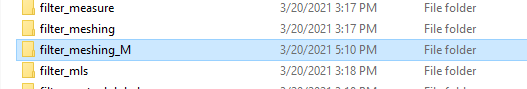 filter_measure 3/20/2021 3:17 PM File folder
filter_meshing 3/20/2021 3:17 PM File folder
filter_meshing_M 3/20/2021 5:10 PM File folder
filter_mls 3/20/2021 3:18 PM File folder